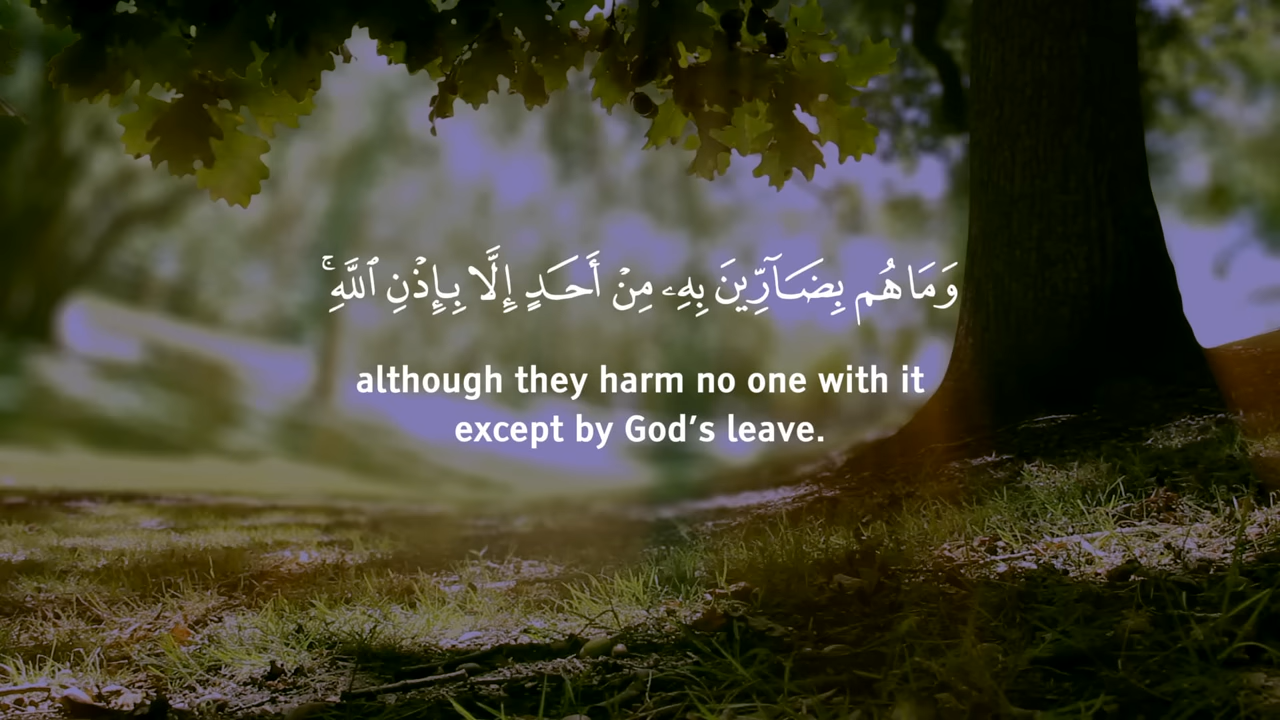 وَمَا هُم بِضَآرِّينَ بِهِۦ مِنْ أَحَدٍ إِلَّا بِإِذْنِ ٱللَّهِ ۚ
although they harm no one with it
except by God’s leave.